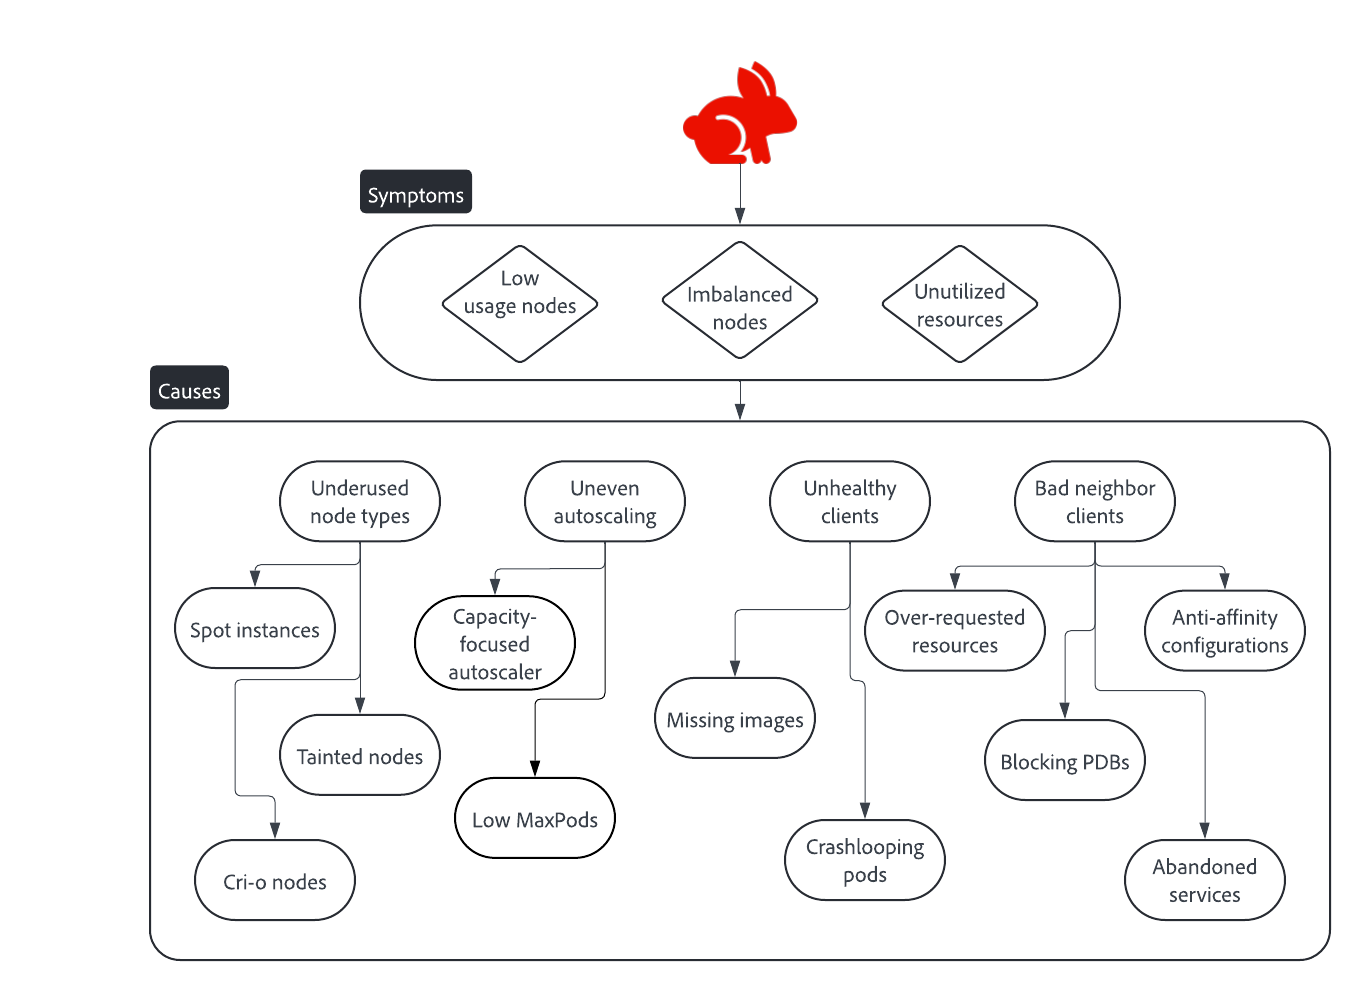 Symptoms
Low
usage nodes
Imbalanced
nodes
Unutilized
resources
Causes
Underused
node types
Uneven
autoscaling
Unhealthy
clients
Bad neighbor
clients
Spot instances
Capacity-
focused
autoscaler
Over-requested
resources
Anti-affinity
configurations
Missing images
Tainted nodes
Blocking PDBs
Low MaxPods
Crashlooping
pods
Cri-o nodes
Abandoned
services